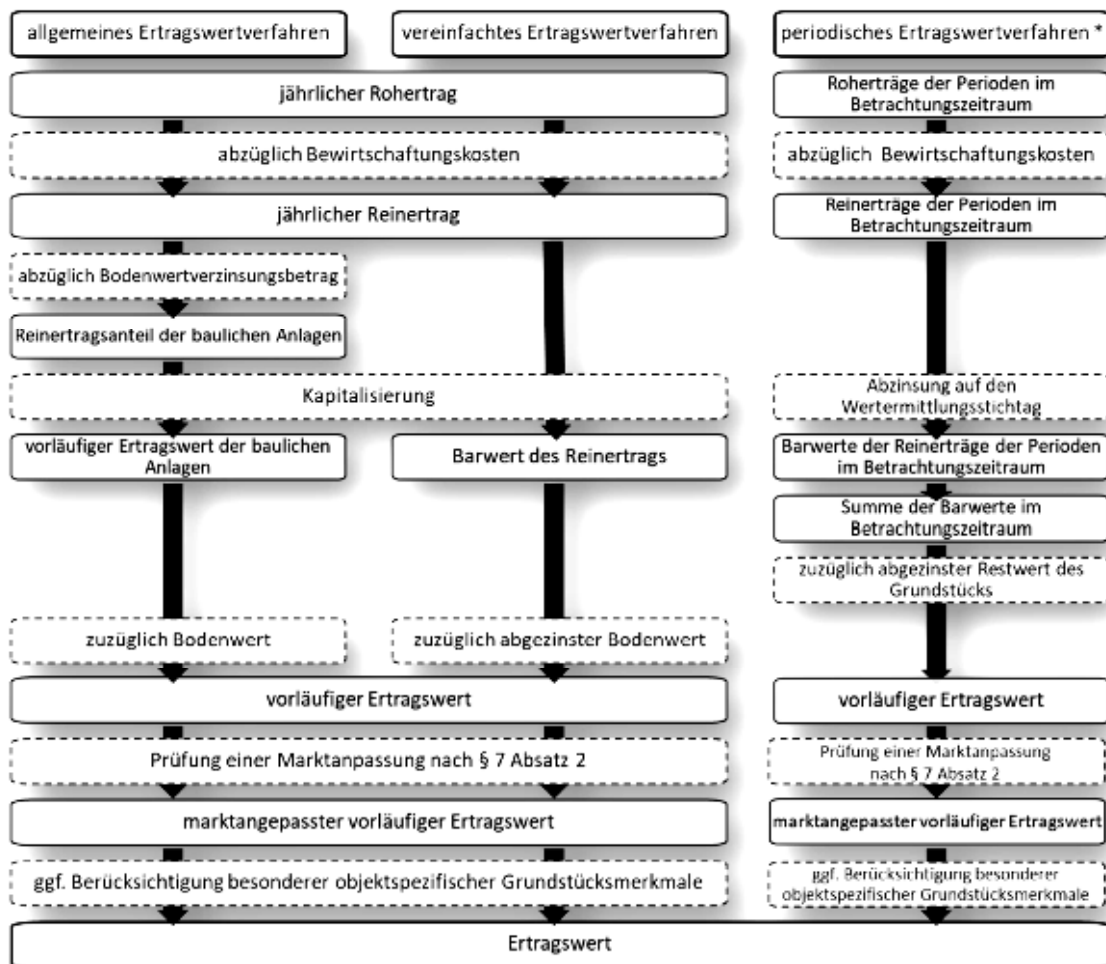 allgemeines Ertragswertverfahren
vereinfachtes Ertragswertverfahren
periodisches Ertragswertverfahren *
jährlicher Rohertrag
Roherträge der Perioden im
Betrachtungszeitraum
abzüglich Bewirtschaftungskosten
abzüglich Bewirtschaftungskosten
jährlicher Reinertrag
Reinerträge der Perioden im
Betrachtungszeitraum
abzüglich Bodenwertverzinsungsbetrag
Reinertragsanteil der baulichen Anlagen
Kapitalisierung
Abzinsung auf den
Wertermittlungsstichtag
vorläufiger Ertragswert der baulichen
Anlagen
Barwert des Reinertrags
Barwerte der Reinerträge der Perioden
im Betrachtungszeitraum
Summe der Barwerte im
Betrachtungszeitraum
zuzüglich abgezinster Restwert des
Grundstücks
zuzüglich Bodenwert
zuzüglich abgezinster Bodenwert
vorläufiger Ertragswert
vorläufiger Ertragswert
Prüfung einer Marktanpassung nach § 7 Absatz 2
Prüfung einer Marktanpassung
nach § 7 Absatz 2
marktangepasster vorläufiger Ertragswert
marktangepasster vorläufiger Ertragswert
ggf. Berücksichtigung besonderer objektspezifischer Grundstücksmerkmale
ggf. Berücksichtigung besonderer
objektspezifischer Grundstücksmerkmale
Ertragswert